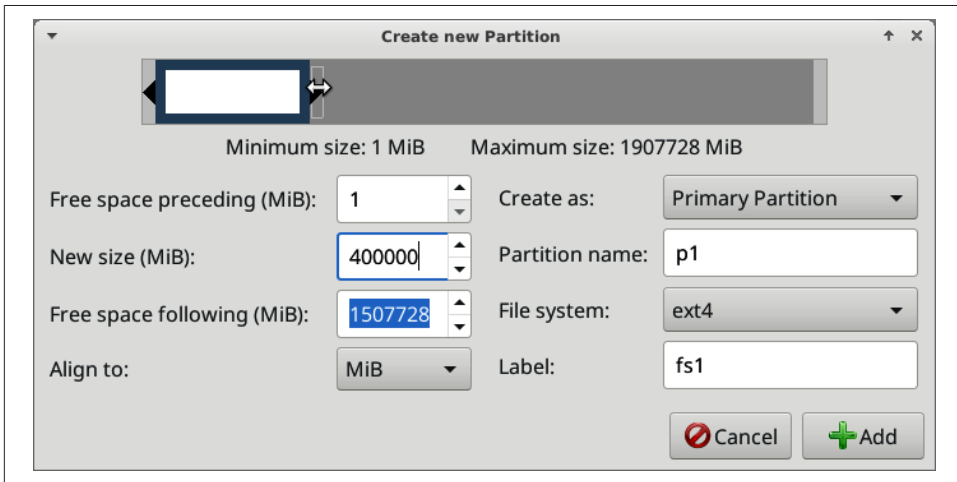 Create new Partition
Minimum size: 1 MiB Maximum size: 1907728 MiB
Free space preceding (MiB): 1 Create as: Primary Partition
New size (MiB): 400000 Partition name: p1
Free space following (MiB): 1507728 File system: ext4
Align to: MiB Label: fs1
Cancel Add